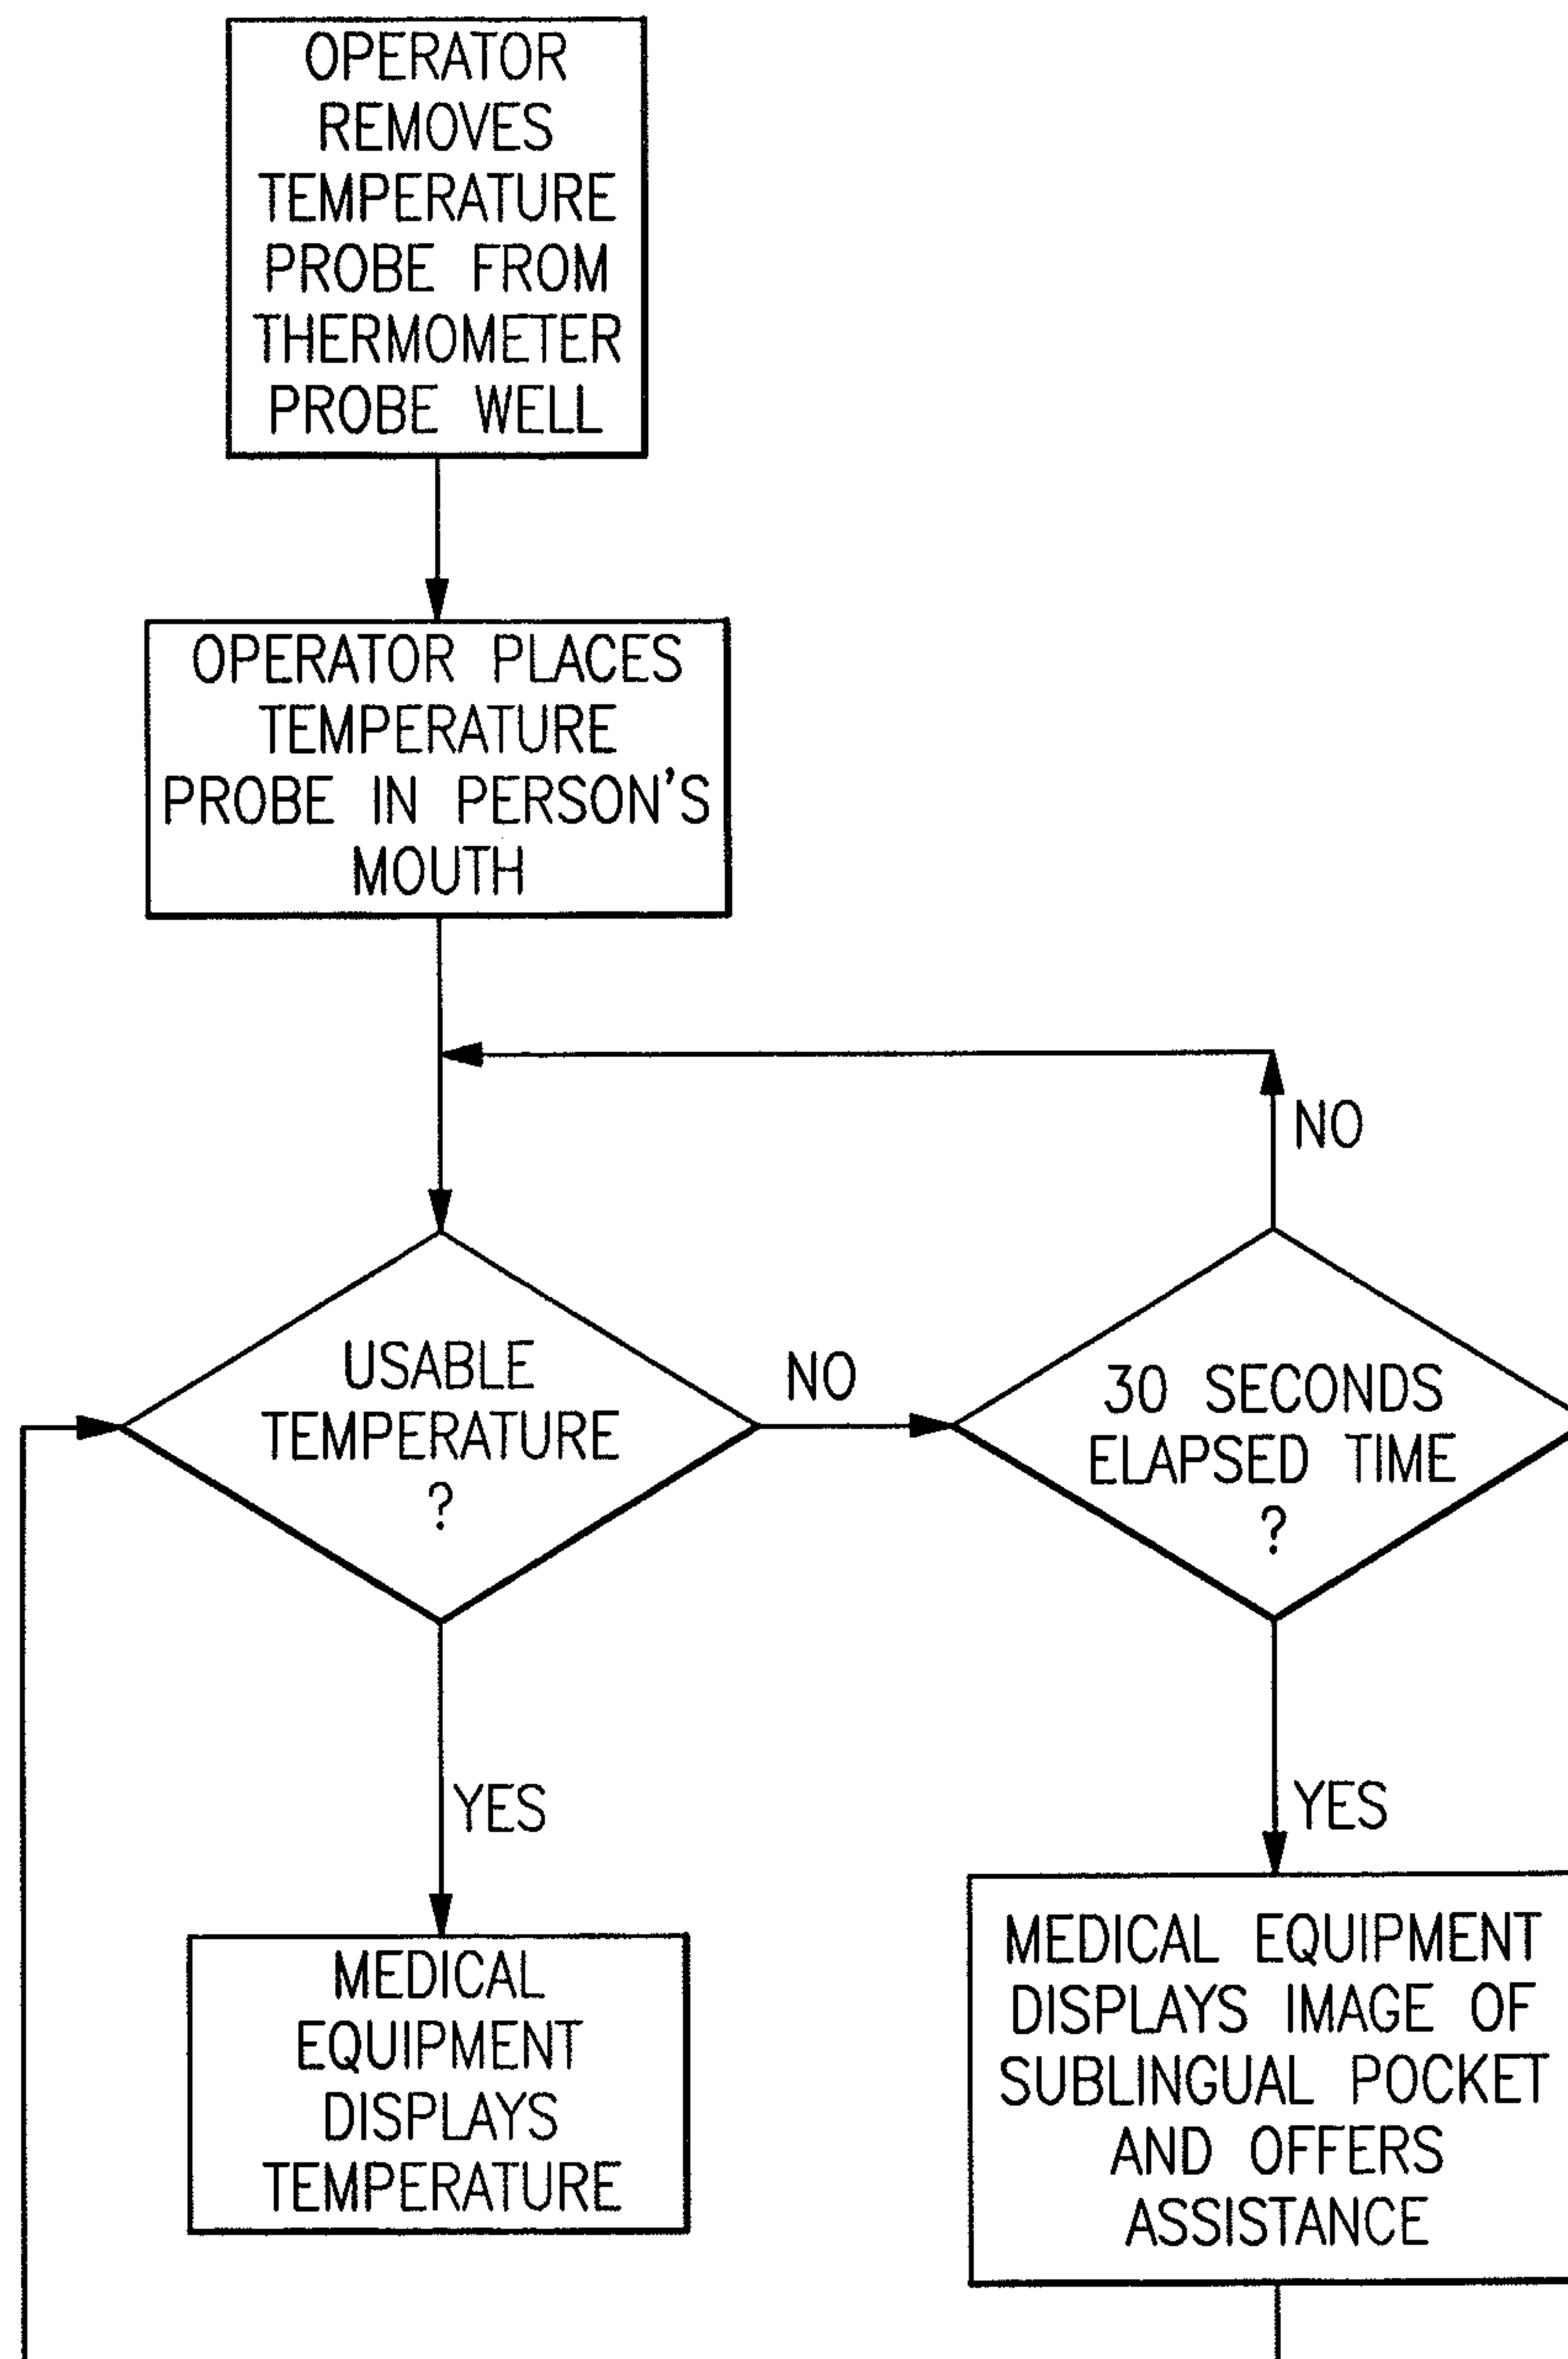 OPERATOR
REMOVES
TEMPERATURE
PROBE FROM
THERMOMETER
PROBE WELL
OPERATOR PLACES
TEMPERATURE
PROBE IN PERSON'S
MOUTH
NO
USABLE
TEMPERATURE
?
NO
30 SECONDS
ELAPSED TIME
?
YES
YES
MEDICAL
EQUIPMENT
DISPLAYS
TEMPERATURE
MEDICAL EQUIPMENT
DISPLAYS IMAGE OF
SUBLINGUAL POCKET
AND OFFERS
ASSISTANCE